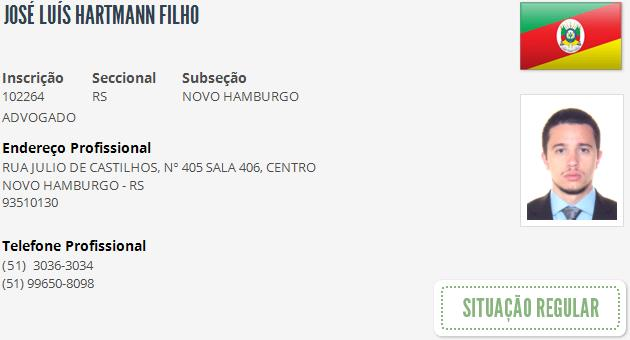 JOSÉ LUÍS HARTMANN FILHO
Inscrição Seccional Subseção
102264 RS NOVO HAMBURGO
ADVOGADO
Endereço Profissional
RUA JULIO DE CASTILHOS, Nº 405 SALA 406, CENTRO
NOVO HAMBURGO - RS
93510130
Telefone Profissional
(51) 3036-3034
(51) 99650-8098
SITUAÇÃO REGULAR